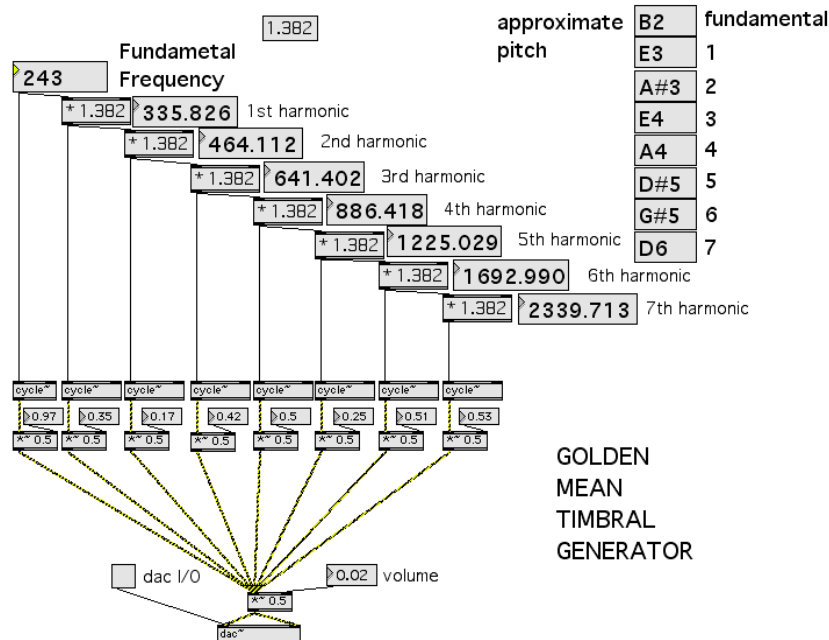 1.382
approximate
pitch
B2 fundamental
E3 1
A#3 2
E4 3
A4 4
D#5 5
G#5 6
D6 7
Fundametal
Frequency
243
* 1.382 335.826 1st harmonic
* 1.382 464.112 2nd harmonic
* 1.382 641.402 3rd harmonic
* 1.382 886.418 4th harmonic
* 1.382 1225.029 5th harmonic
* 1.382 1692.990 6th harmonic
* 1.382 2339.713 7th harmonic
cycle~ cycle~ cycle~ cycle~ cycle~ cycle~ cycle~ cycle~
0.97 0.35 0.17 0.42 0.5 0.25 0.51 0.53
*~ 0.5 *~ 0.5 *~ 0.5 *~ 0.5 *~ 0.5 *~ 0.5 *~ 0.5 *~ 0.5
GOLDEN
MEAN
TIMBRAL
GENERATOR
dac I/O
0.02 volume
*~ 0.5
dac~